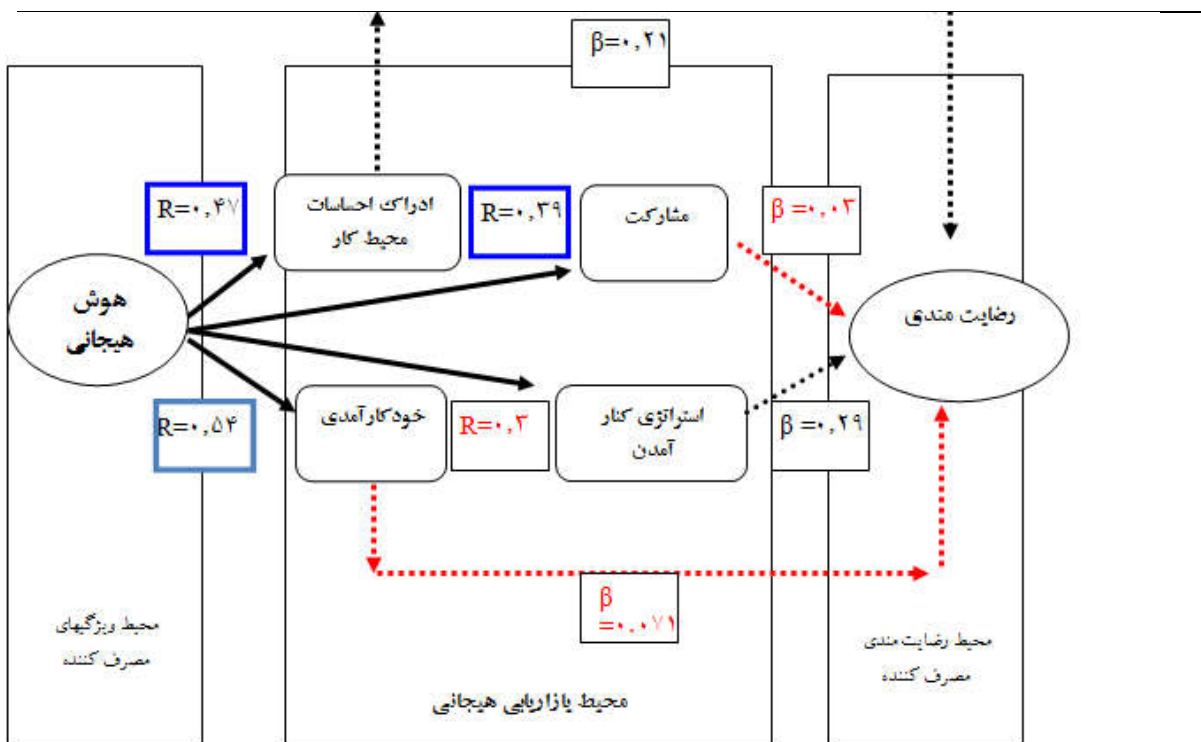 β=۰,۲۱
R=۰,۴۷
ادراک احساسات
محیط کار
R=۰,۳۹
مشارکت
β =۰,۰۳
هوش
هیجانی
رضایت مندی
R=۰,۵۴
خودکارآمدی
R=۰,۳
استراتژی کنار
آمدن
β =۰,۲۹
β
=۰,۰۷۱
محیط ویژگیهای
مصرف کننده
محیط بازاریابی هیجانی
محیط رضایت مندی
مصرف کننده